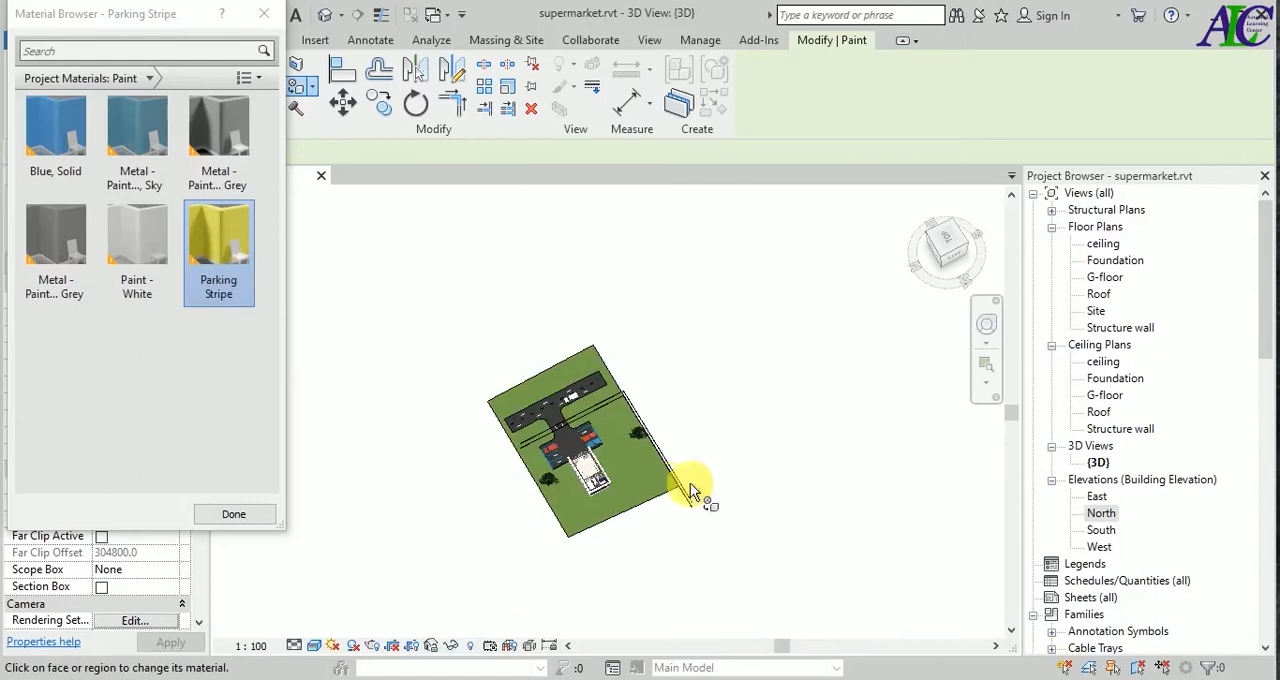 Material Browser - Parking Stripe
?
supermarket.rvt - 3D View: {3D}
Type a keyword or phrase
Sign In
ALC
Insert
Annotate
Analyze
Massing & Site
Collaborate
View
Manage
Add-Ins
Modify | Paint
Search
Project Materials: Paint
Modify
View
Measure
Create
Blue, Solid
Metal -
Paint..., Sky
Metal -
Paint... Grey
Metal -
Paint... Grey
Paint -
White
Parking
Stripe
Done
Far Clip Active
Far Clip Offset
304800.0
Scope Box
None
Section Box
Camera
Rendering Set...
Edit...
Properties help
Apply
TOP
1 : 100
Project Browser - supermarket.rvt
Views (all)
Structural Plans
Floor Plans
ceiling
Foundation
G-floor
Roof
Site
Structure wall
Ceiling Plans
ceiling
Foundation
G-floor
Roof
Structure wall
3D Views
{3D}
Elevations (Building Elevation)
East
North
South
West
Legends
Schedules/Quantities (all)
Sheets (all)
Families
Annotation Symbols
Cable Trays
Click on face or region to change its material.
:0
Main Model
:0